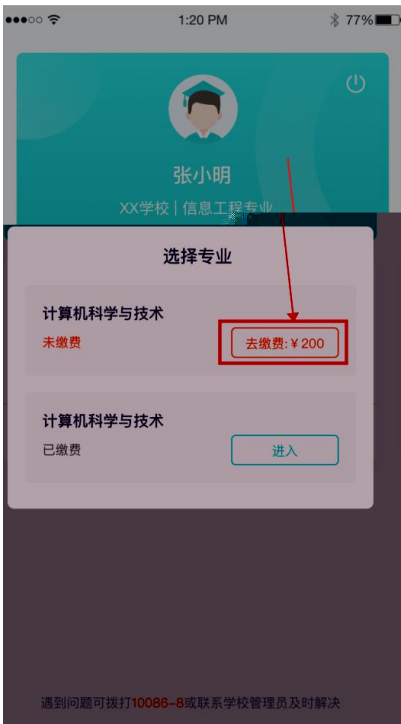 1:20 PM
77%
张小明
XX学校 | 信息工程专业
选择专业
计算机科学与技术
未缴费
去缴费:¥200
计算机科学与技术
已缴费
进入
遇到问题可拨打10086-8或联系学校管理员及时解决